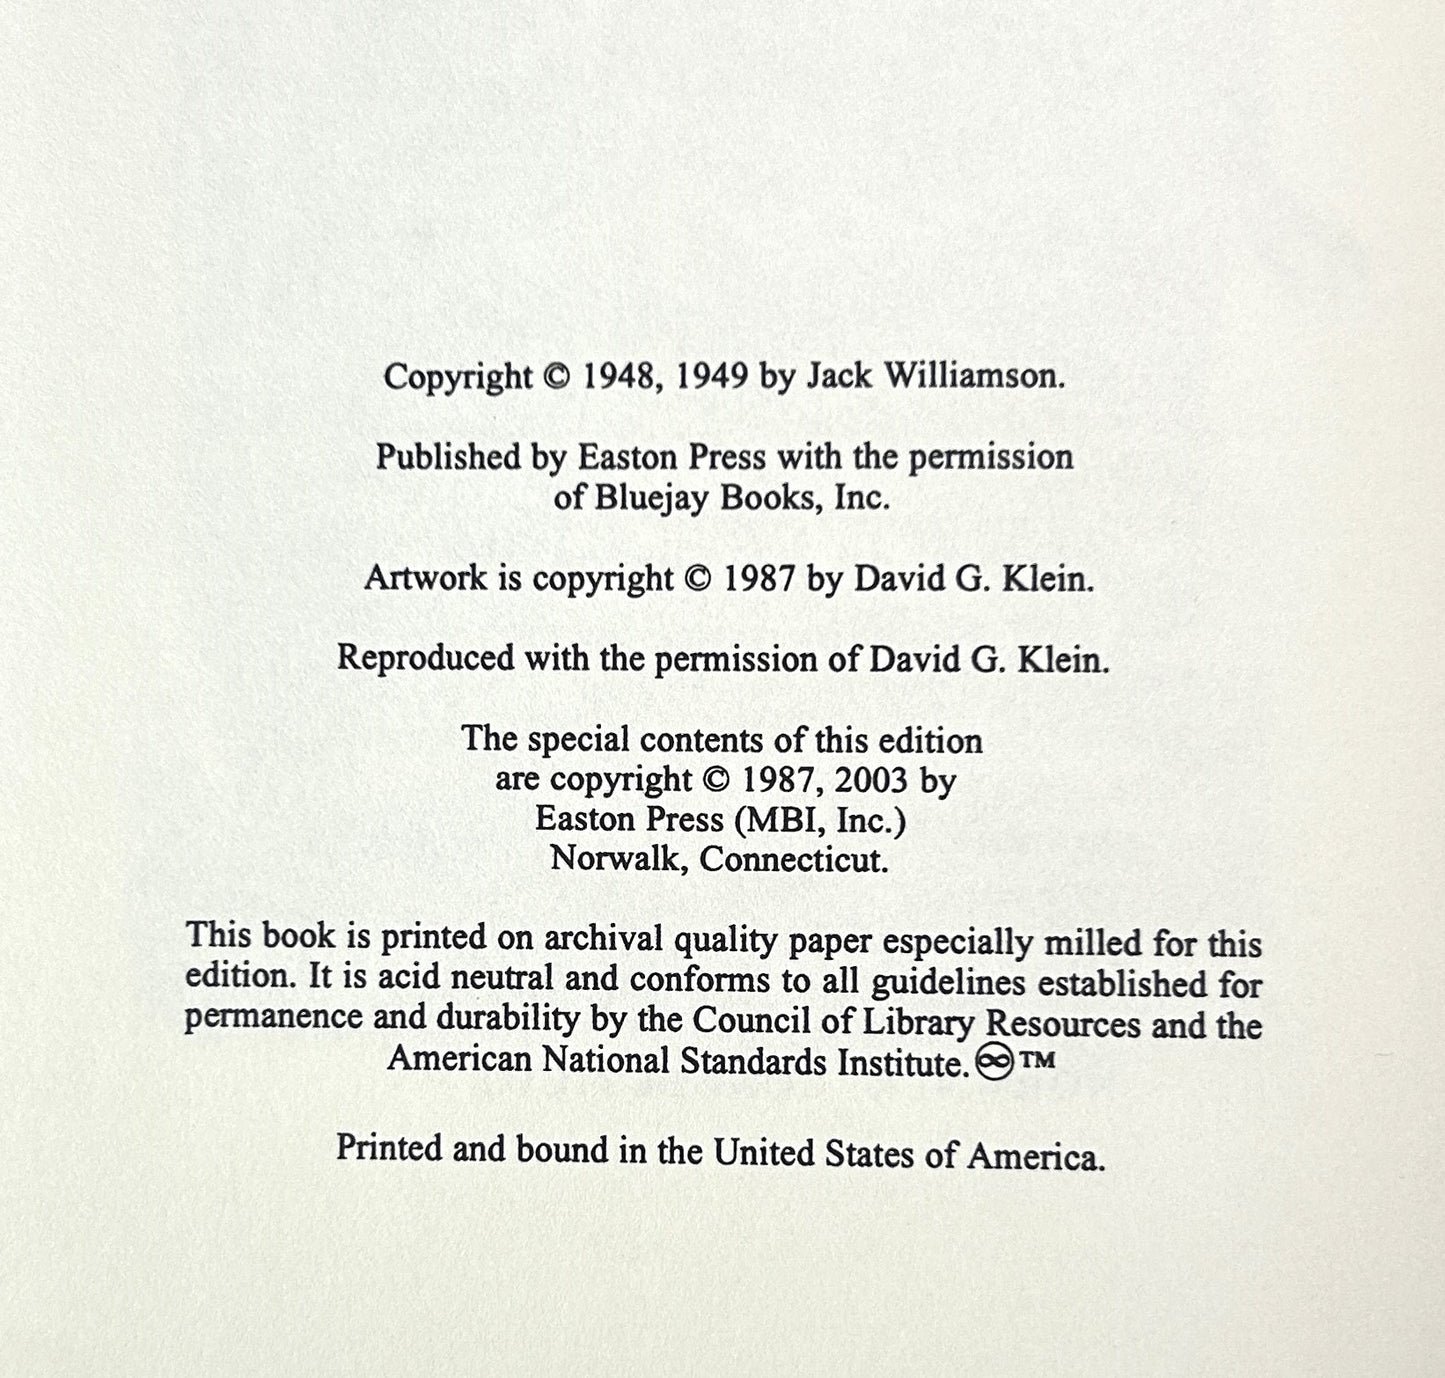 Copyright © 1948, 1949 by Jack Williamson.
Published by Easton Press with the permission
of Bluejay Books, Inc.
Artwork is copyright © 1987 by David G. Klein.
Reproduced with the permission of David G. Klein.
The special contents of this edition
are copyright © 1987, 2003 by
Easton Press (MBI, Inc.)
Norwalk, Connecticut.
This book is printed on archival quality paper especially milled for this
edition. It is acid neutral and conforms to all guidelines established for
permanence and durability by the Council of Library Resources and the
American National Standards Institute.♾™
Printed and bound in the United States of America.